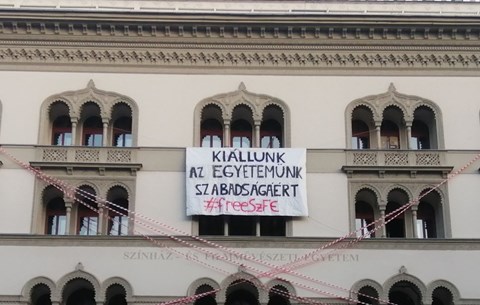 KIÁLLUNK
AZ EGYETEMÜNK
SZABADSÁGÁÉRT
#freeSzFE
SZÍNHÁZ - ÉS FILMMŰVÉSZETI EGYETEM